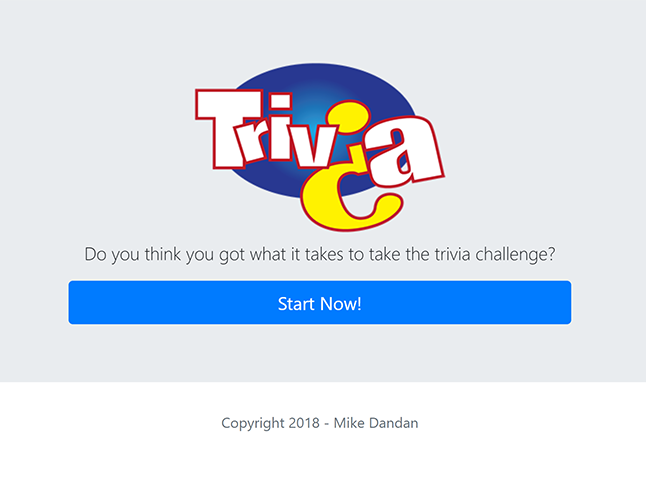 Trivia
Do you think you got what it takes to take the trivia challenge?
Start Now!
Copyright 2018 - Mike Dandan